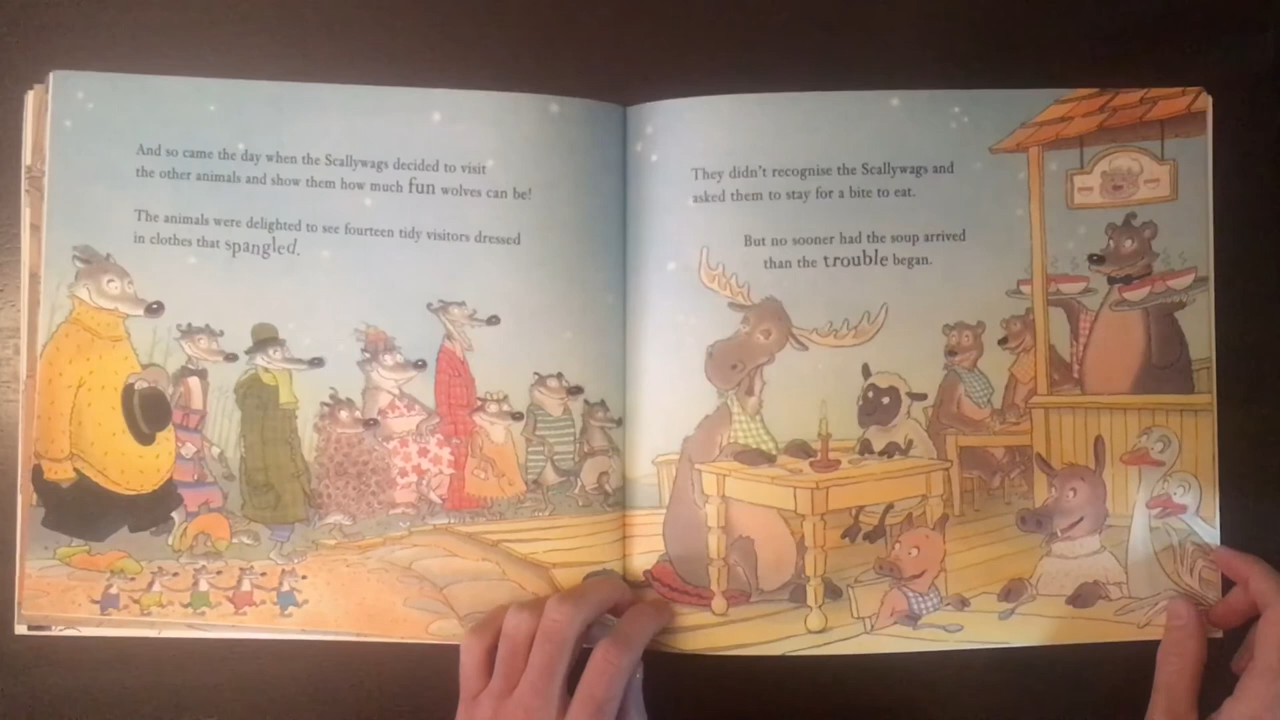 And so came the day when the Scallywags decided to visit
the other animals and show them how much fun wolves can be!
The animals were delighted to see fourteen tidy visitors dressed
in clothes that spangled.
They didn't recognise the Scallywags and
asked them to stay for a bite to eat.
But no sooner had the soup arrived
than the trouble began.